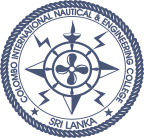 COLOMBO INTERNATIONAL NAUTICAL & ENGINEERING COLLEGE
SRI LANKA